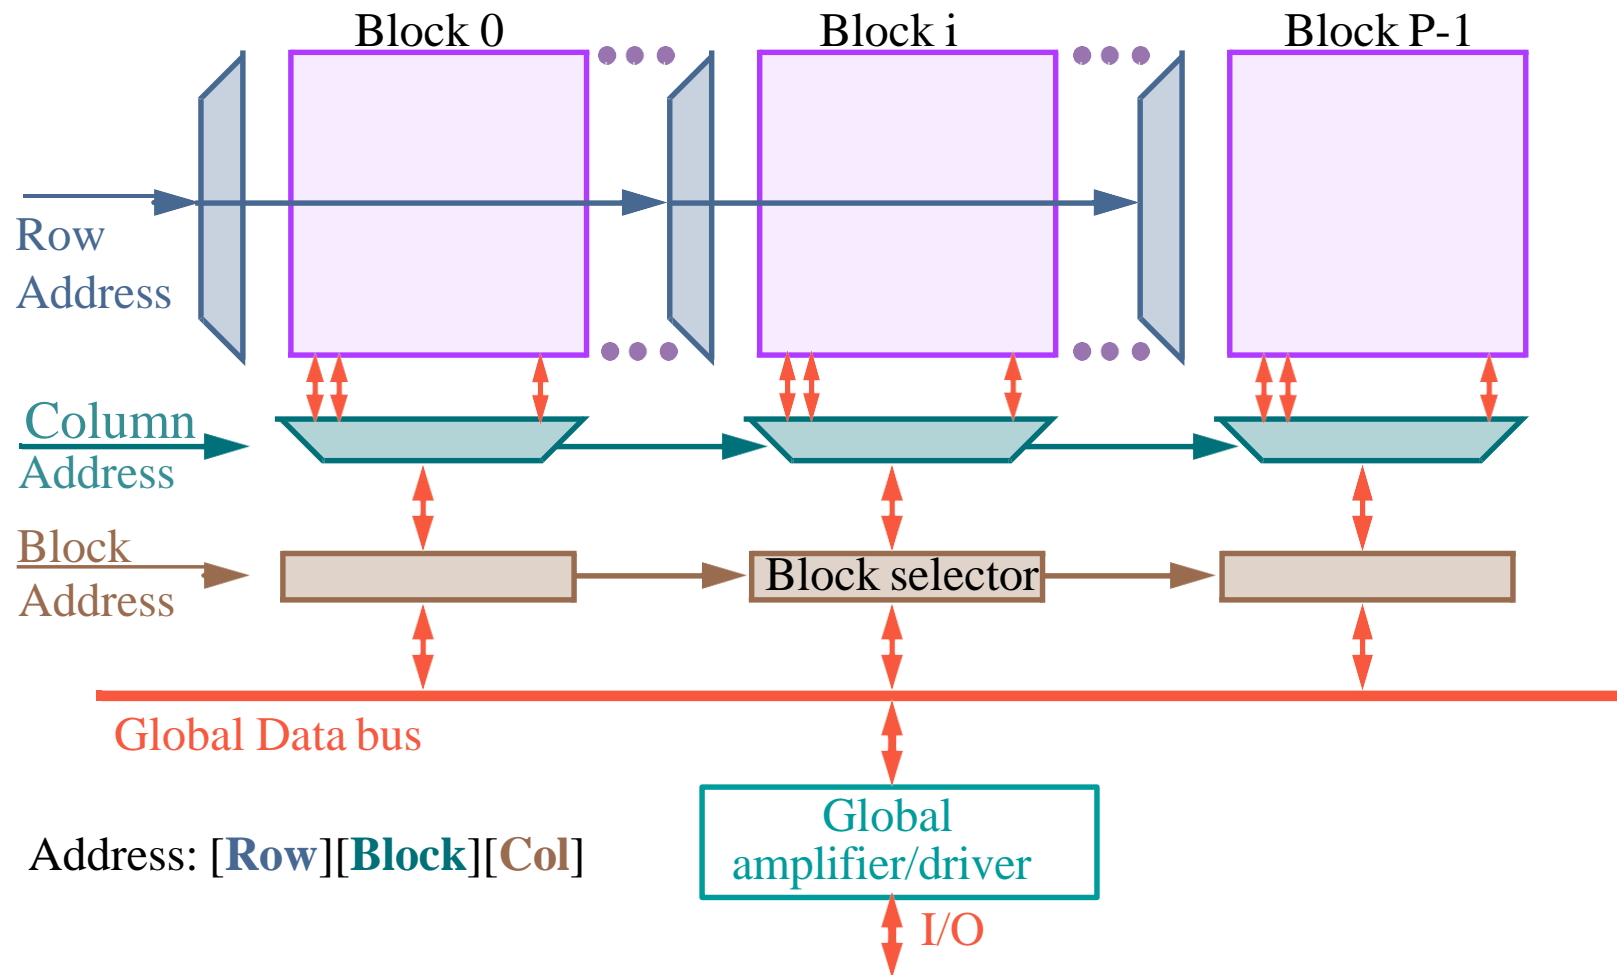 Block 0
Block i
Block P-1
Row
Address
Column
Address
Block
Address
Block selector
Global Data bus
Global
amplifier/driver
Address: [Row][Block][Col]
I/O